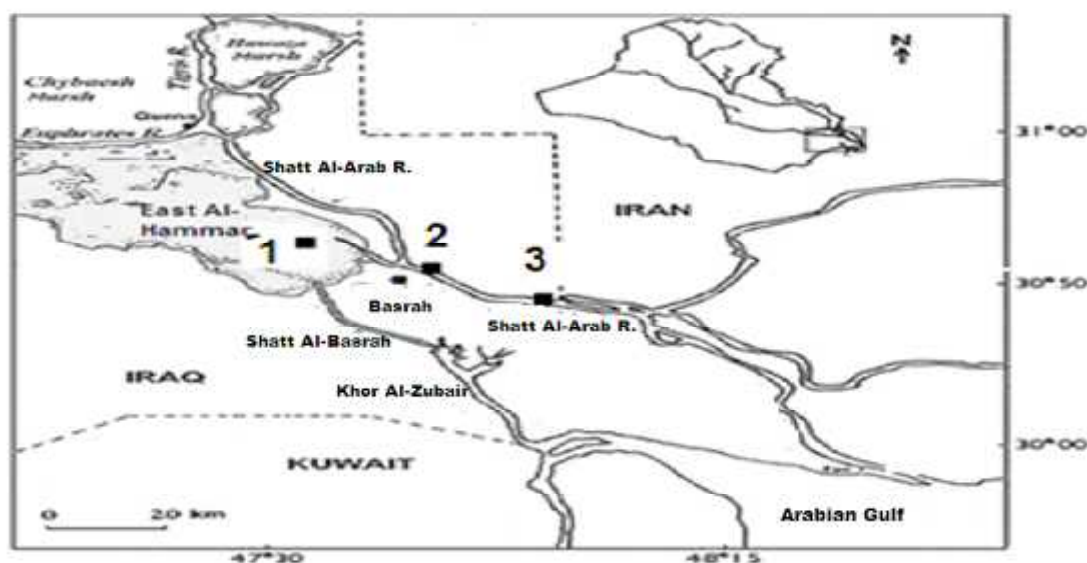 Hawaza
Marsh
N
Tigris R.
Chybaesh
Marsh
Qurna
Euphrates R.
31°00
Shatt Al-Arab R.
IRAN
East Al-
Hammar
1
2
3
30°50
Basrah
Shatt Al-Arab R.
Shatt Al-Basrah
IRAQ
Khor Al-Zubair
30°00
KUWAIT
0 20 km
Arabian Gulf
47°30
48°15